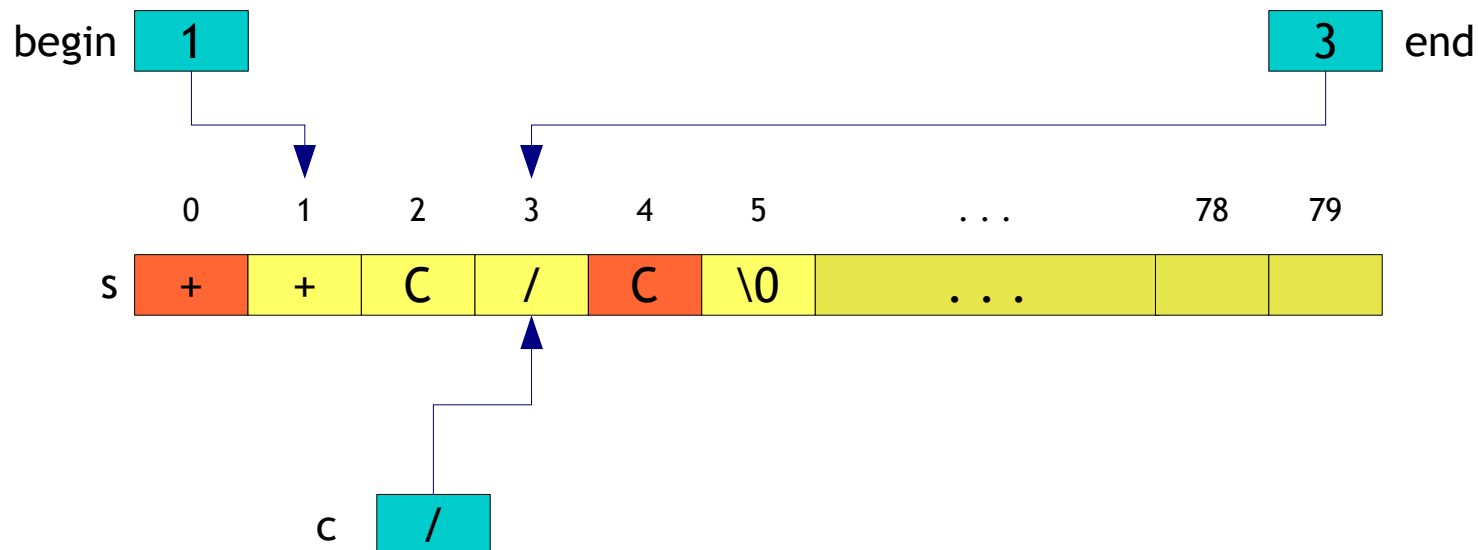 begin 1 3 end
0 1 2 3 4 5 . . . 78 79
s + + C / C \0 . . .
c /